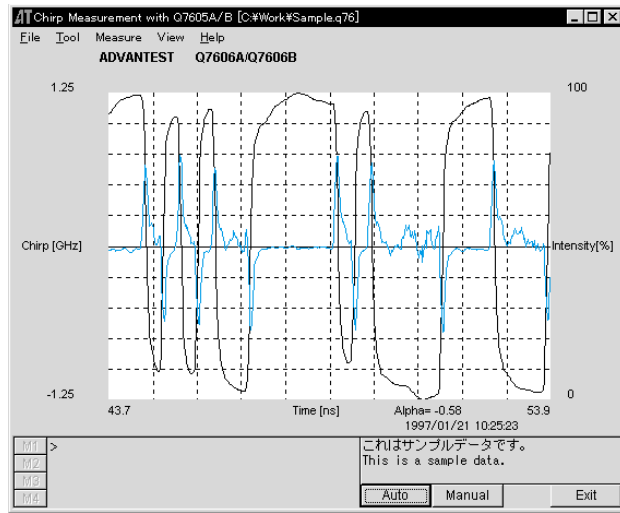 AT Chirp Measurement with Q7605A/B [C:¥Work¥Sample.q76]
File Tool Measure View Help
ADVANTEST Q7606A/Q7606B
1.25
100
Chirp [GHz]
Intensity[%]
-1.25
0
43.7
Time [ns]
Alpha= -0.58
53.9
1997/01/21 10:25:23
M1
>
M2
M3
M4
これはサンプルデータです。
This is a sample data.
Auto
Manual
Exit